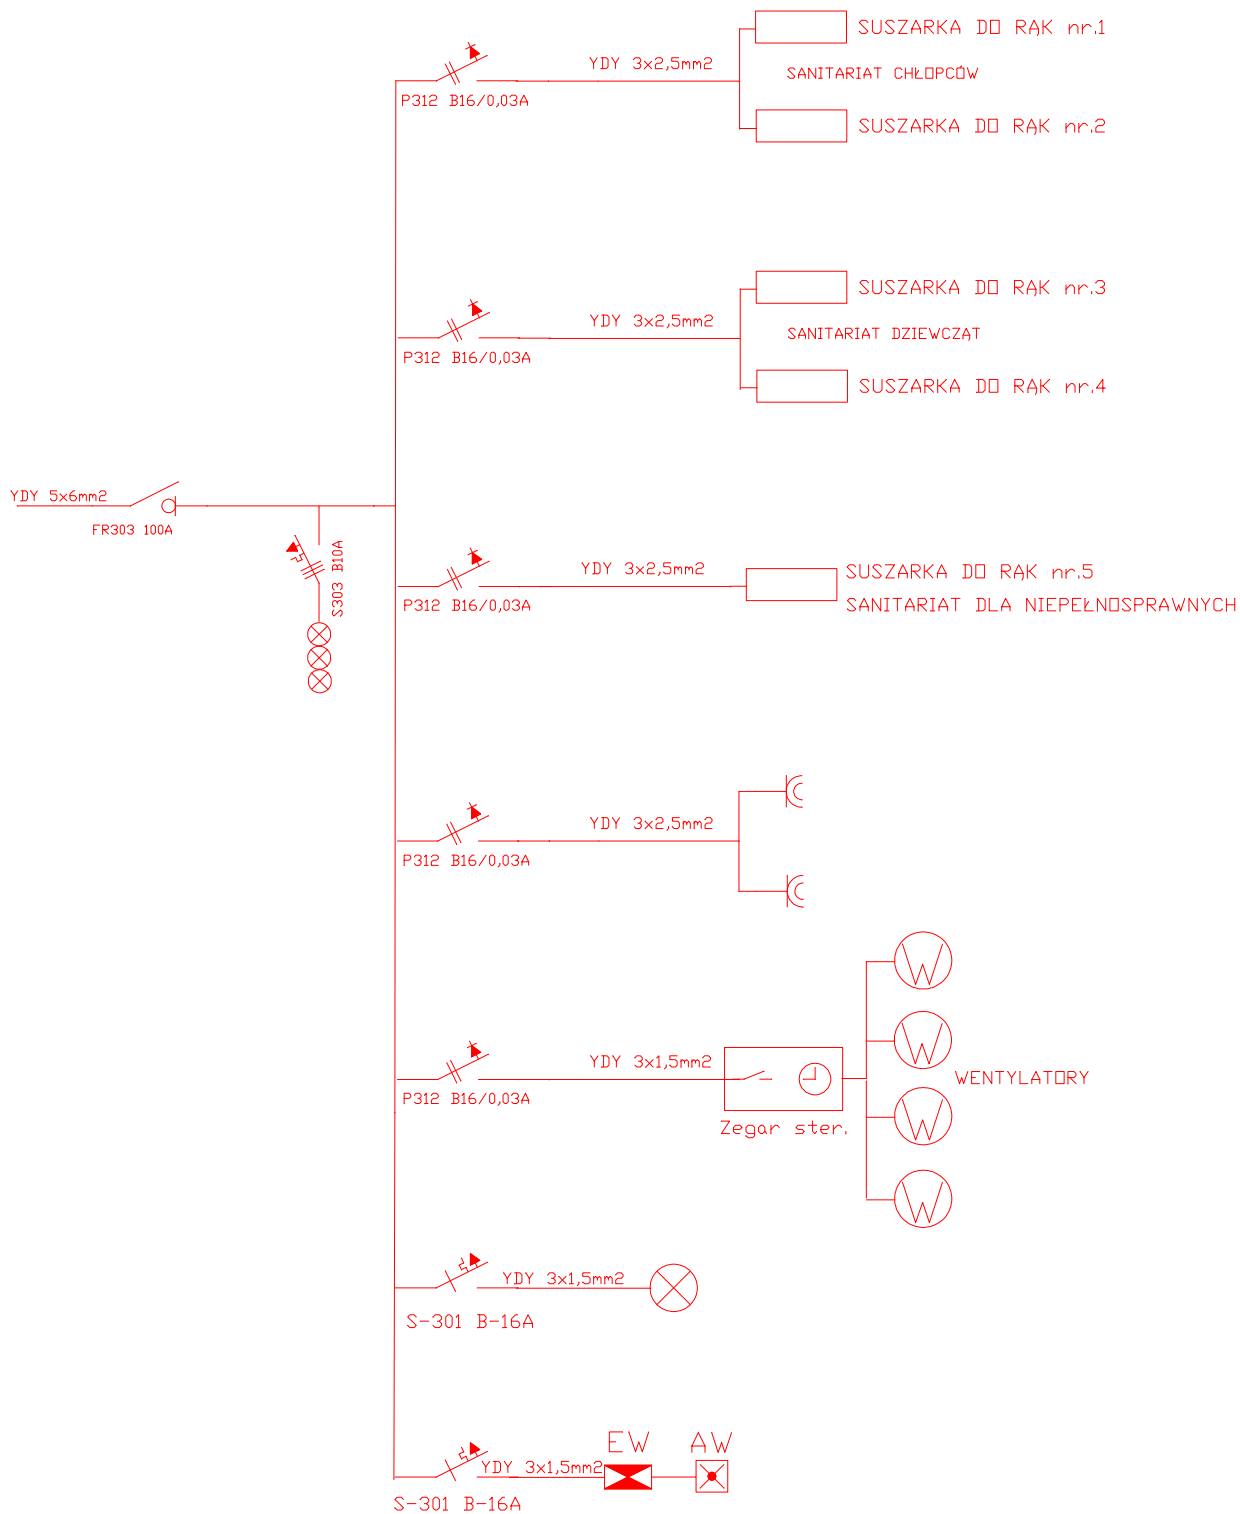 SUSZARKA DO RĄK nr.1
YDY 3x2,5mm2
SANITARIAT CHŁOPCÓW
P312 B16/0,03A
SUSZARKA DO RĄK nr.2
SUSZARKA DO RĄK nr.3
YDY 3x2,5mm2
SANITARIAT DZIEWCZĄT
P312 B16/0,03A
SUSZARKA DO RĄK nr.4
YDY 5x6mm2
FR303 100A
S303 B10A
YDY 3x2,5mm2
SUSZARKA DO RĄK nr.5
P312 B16/0,03A
SANITARIAT DLA NIEPEŁNOSPRAWNYCH
YDY 3x2,5mm2
P312 B16/0,03A
W
W
YDY 3x1,5mm2
WENTYLATORY
P312 B16/0,03A
W
Zegar ster.
W
YDY 3x1,5mm2
S-301 B-16A
EW
AW
YDY 3x1,5mm2
S-301 B-16A